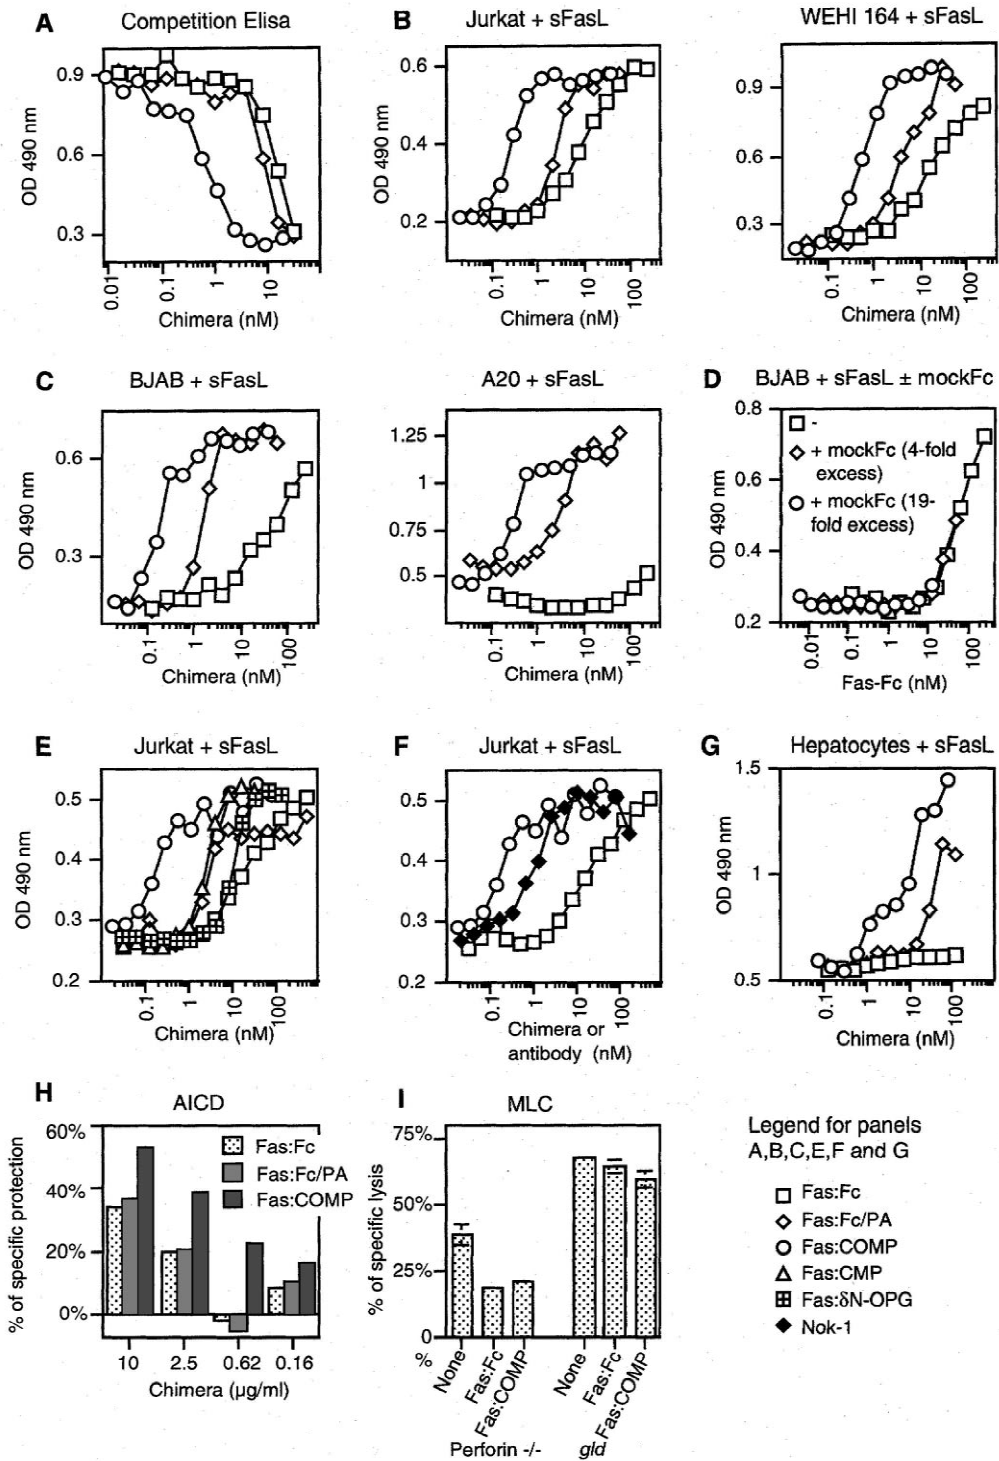 A
Competition Elisa
OD 490 nm
0.9
0.6
0.3
0.01
0.1
1
10
Chimera (nM)
B
Jurkat + sFasL
OD 490 nm
0.6
0.4
0.2
0.1
1
10
100
Chimera (nM)
WEHI 164 + sFasL
0.9
0.6
0.3
0.1
1
10
100
Chimera (nM)
C
BJAB + sFasL
OD 490 nm
0.6
0.3
0.1
1
10
100
Chimera (nM)
A20 + sFasL
1.25
1
0.75
0.5
0.1
1
10
100
Chimera (nM)
D
BJAB + sFasL ± mockFc
OD 490 nm
0.8
0.6
0.4
0.2
-
+ mockFc (4-fold
excess)
+ mockFc (19-
fold excess)
0.01
0.1
1
10
100
Fas-Fc (nM)
E
Jurkat + sFasL
OD 490 nm
0.5
0.4
0.3
0.2
0.1
1
10
100
Chimera (nM)
F
Jurkat + sFasL
0.5
0.4
0.3
0.2
0.1
1
10
100
Chimera or
antibody (nM)
G
Hepatocytes + sFasL
OD 490 nm
1.5
1
0.5
0.1
1
10
100
Chimera (nM)
H
AICD
% of specific protection
60%
40%
20%
0%
Fas:Fc
Fas:Fc/PA
Fas:COMP
10
2.5
0.62
0.16
Chimera (µg/ml)
I
MLC
% of specific lysis
75%
50%
25%
0
%
None
Fas:Fc
Fas:COMP
None
Fas:Fc
Fas:COMP
Perforin -/-
gld
Legend for panels
A,B,C,E,F and G
Fas:Fc
Fas:Fc/PA
Fas:COMP
Fas:CMP
Fas:δN-OPG
Nok-1